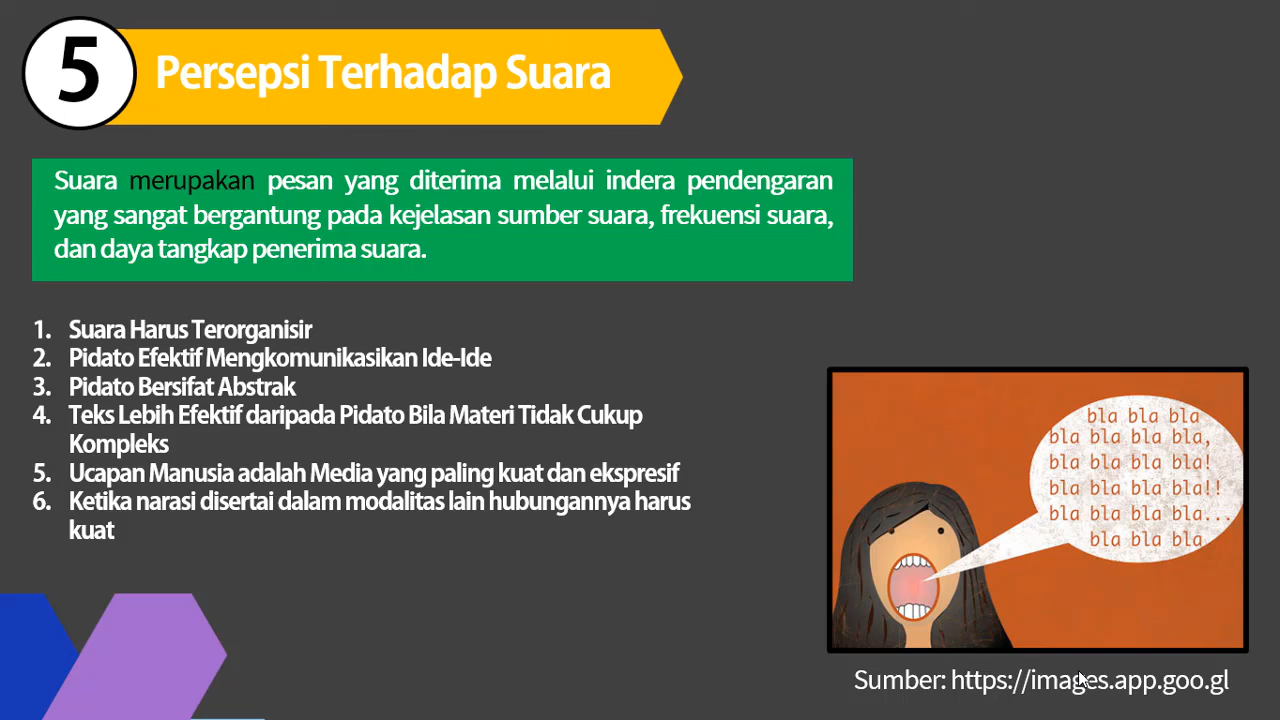 5
Persepsi Terhadap Suara
Suara merupakan pesan yang diterima melalui indera pendengaran
yang sangat bergantung pada kejelasan sumber suara, frekuensi suara,
dan daya tangkap penerima suara.
1. Suara Harus Terorganisir
2. Pidato Efektif Mengkomunikasikan Ide-Ide
3. Pidato Bersifat Abstrak
4. Teks Lebih Efektif daripada Pidato Bila Materi Tidak Cukup
Kompleks
5. Ucapan Manusia adalah Media yang paling kuat dan ekspresif
6. Ketika narasi disertai dalam modalitas lain hubungannya harus
kuat
bla bla bla
bla bla bla bla,
bla bla bla bla!
bla bla bla bla!!
bla bla bla bla...
bla bla bla
Sumber: https://images.app.goo.gl